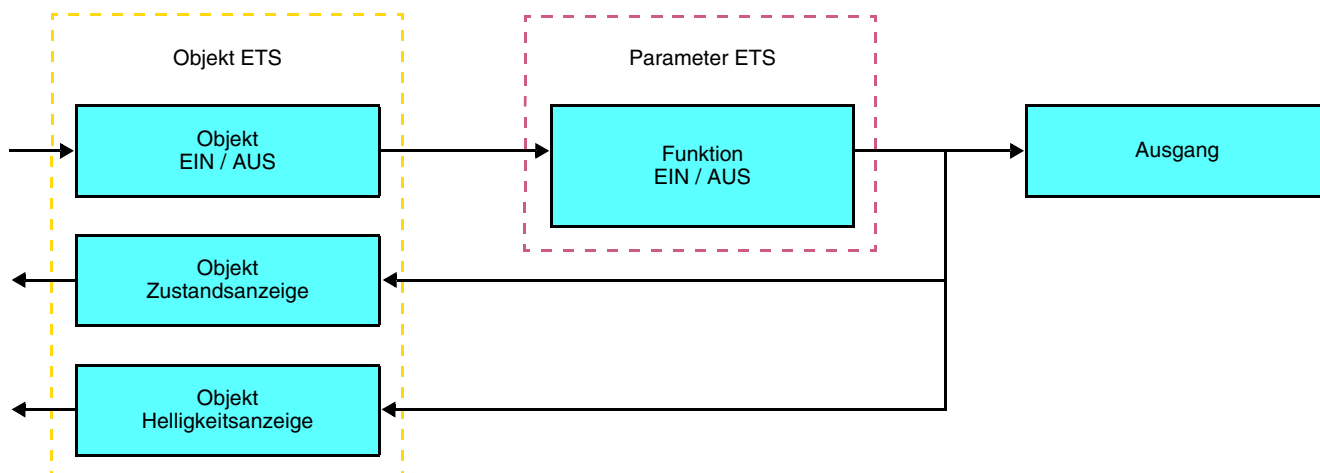 Objekt ETS
Parameter ETS
Objekt
EIN / AUS
Funktion
EIN / AUS
Ausgang
Objekt
Zustandsanzeige
Objekt
Helligkeitsanzeige